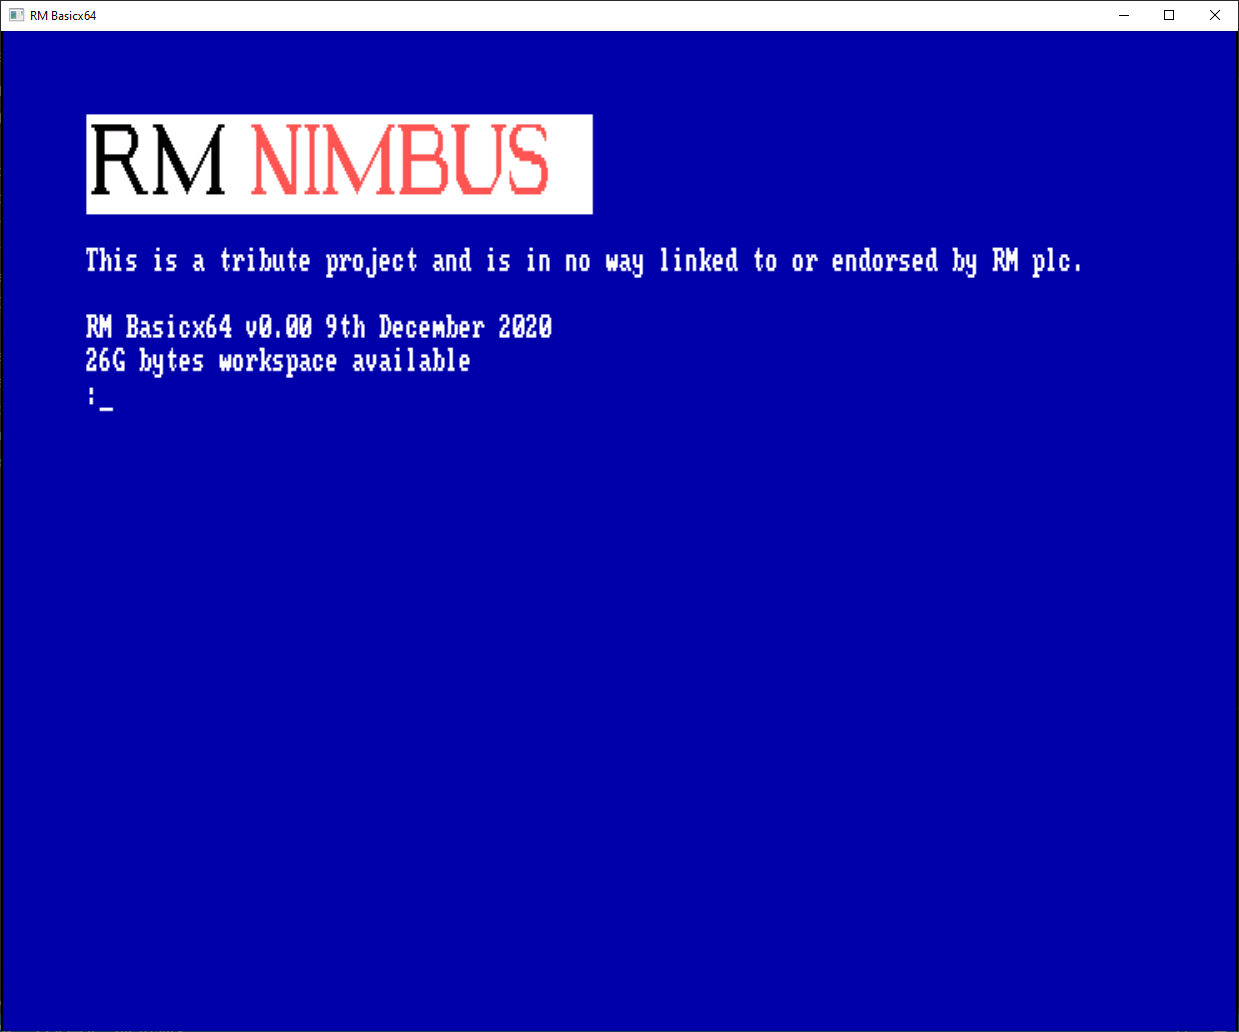 RM Basicx64
RM NIMBUS
This is a tribute project and is in no way linked to or endorsed by RM plc.
RM Basicx64 v0.00 9th December 2020
26G bytes workspace available
:_